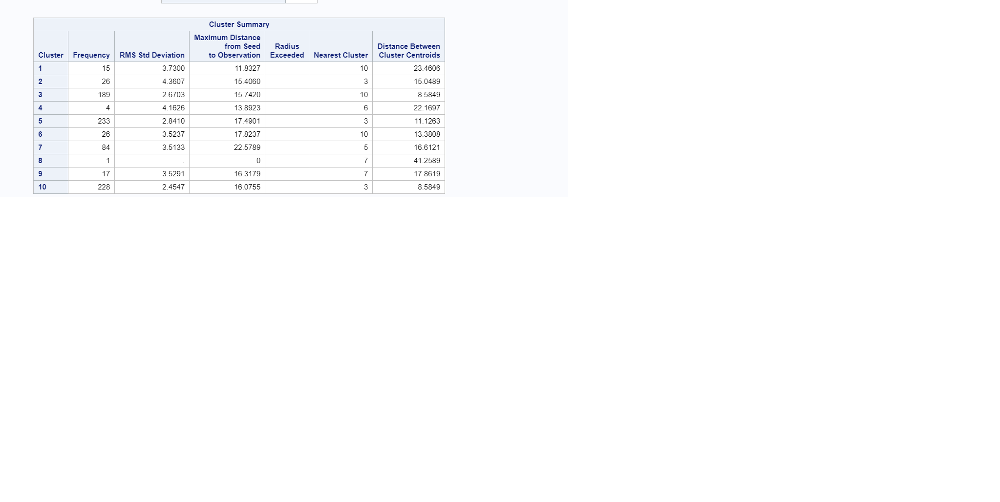 Cluster Summary
Cluster Frequency RMS Std Deviation Maximum Distance from Seed to Observation Radius Exceeded Nearest Cluster Distance Between Cluster Centroids
1 15 3.7300 11.8327 10 23.4606
2 26 4.3607 15.4060 3 15.0489
3 189 2.6703 15.7420 10 8.5849
4 4 4.1626 13.8923 6 22.1697
5 233 2.8410 17.4901 3 11.1263
6 26 3.5237 17.8237 10 13.3808
7 84 3.5133 22.5789 5 16.6121
8 1 . 0 7 41.2589
9 17 3.5291 16.3179 7 17.8619
10 228 2.4547 16.0755 3 8.5849